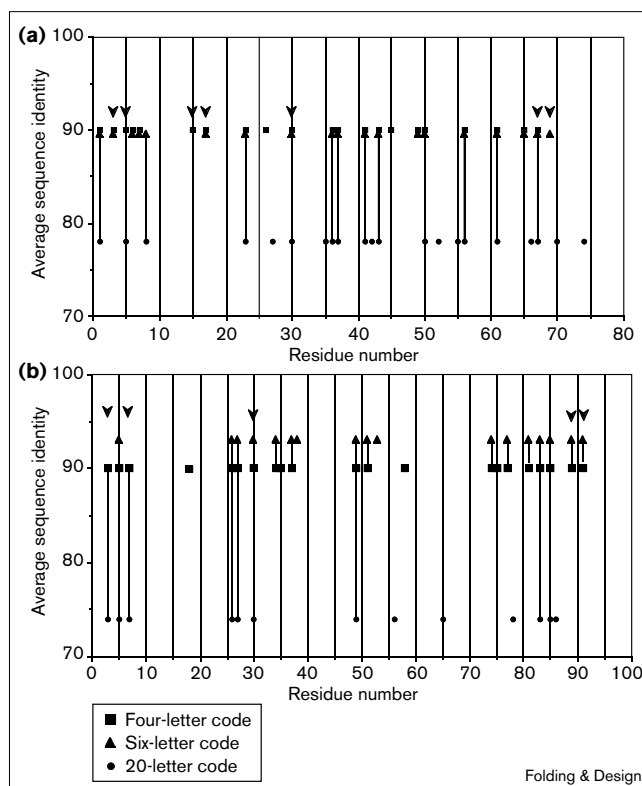 (a)
100
90
80
70
Average sequence identity
0 10 20 30 40 50 60 70 80
Residue number
(b)
100
90
80
70
Average sequence identity
0 10 20 30 40 50 60 70 80 90 100
Residue number
Four-letter code
Six-letter code
20-letter code
Folding & Design